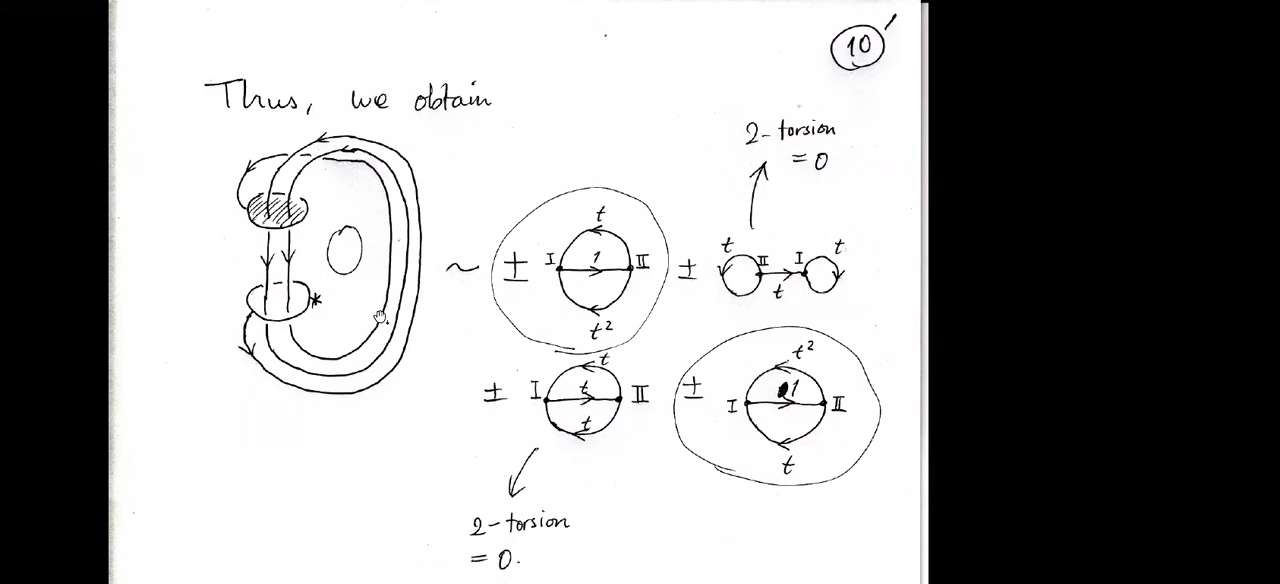 10'
Thus, we obtain
2-torsion
= 0
*
~ ± I t 1 t² II ± t II t I t
± I t t t II ± I t² 1 t II
2-torsion
= 0.